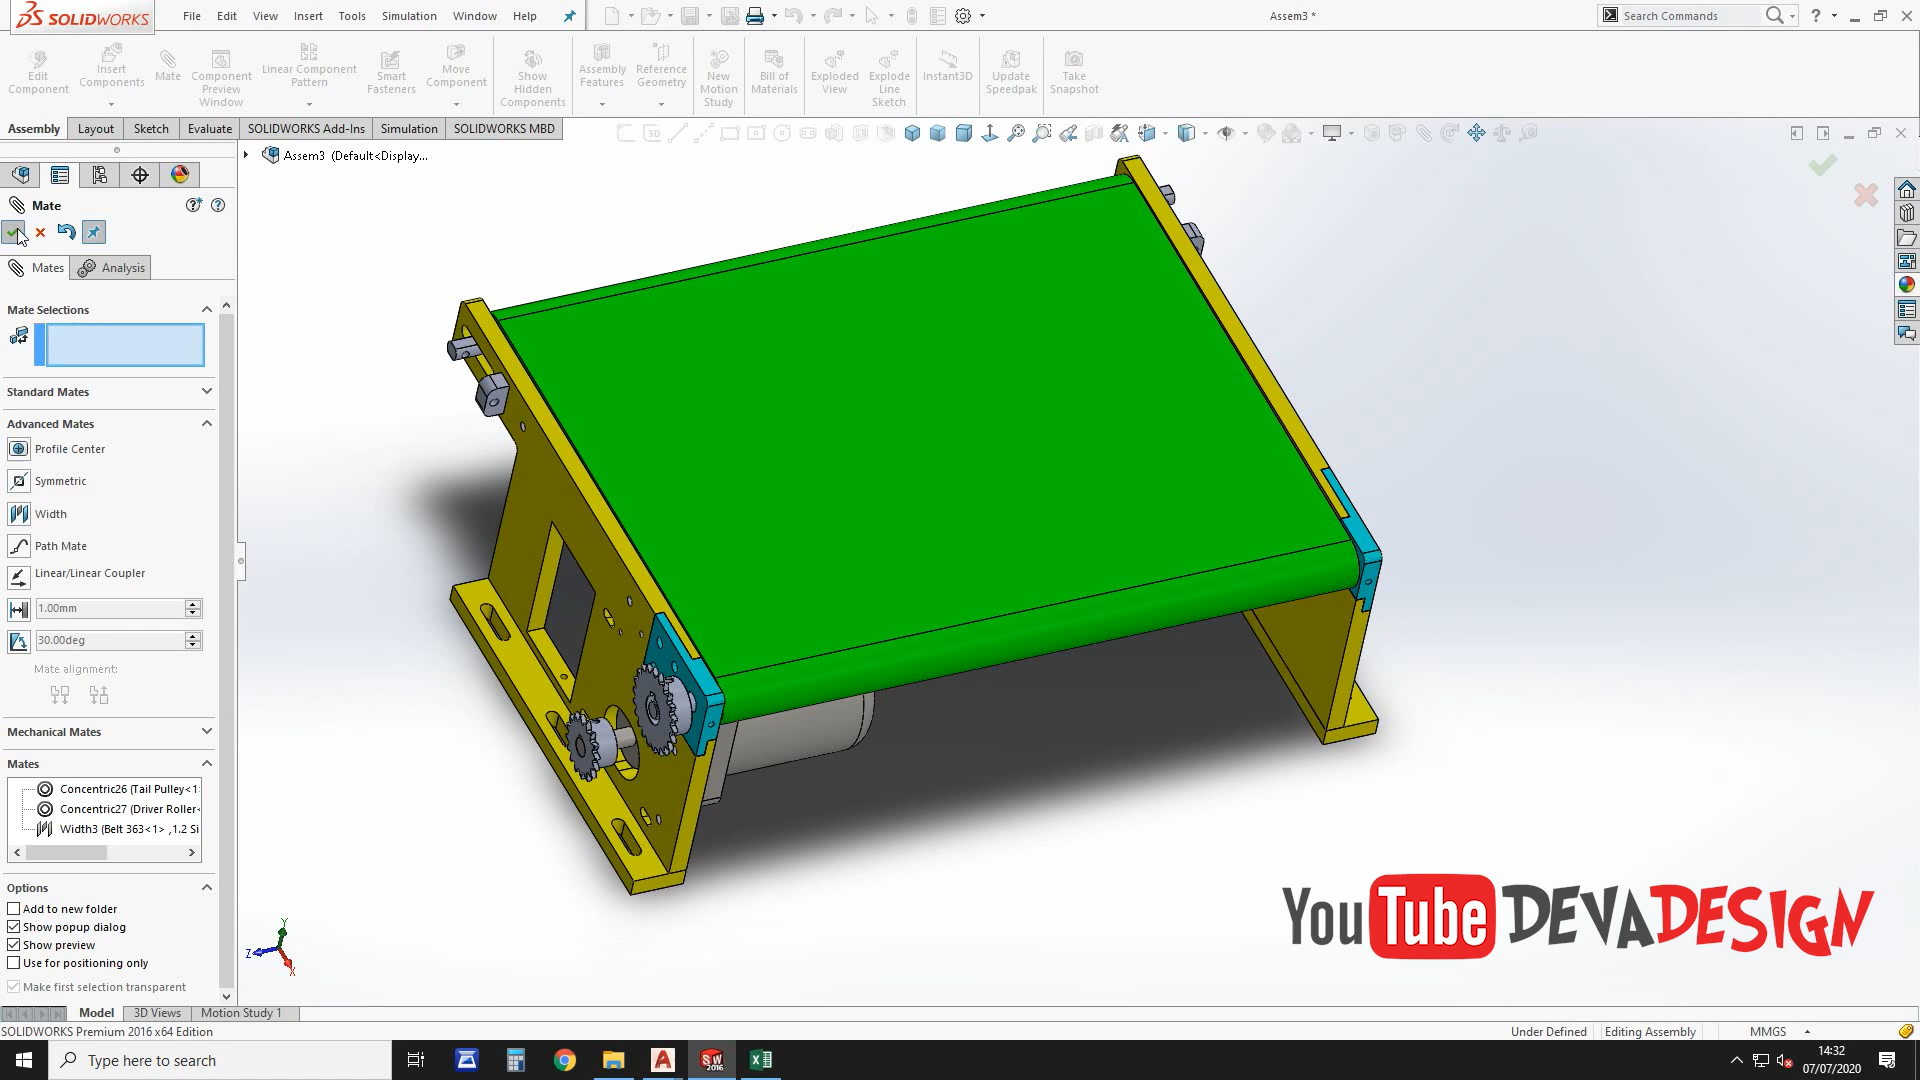 SOLIDWORKS
File Edit View Insert Tools Simulation Window Help
Assem3 *
Search Commands
Edit Component
Insert Components
Mate
Component Preview Window
Linear Component Pattern
Smart Fasteners
Move Component
Show Hidden Components
Assembly Features
Reference Geometry
New Motion Study
Bill of Materials
Exploded View
Explode Line Sketch
Instant3D
Update Speedpak
Take Snapshot
Assembly Layout Sketch Evaluate SOLIDWORKS Add-Ins Simulation SOLIDWORKS MBD
Assem3 (Default<Display...
Mate
Mates Analysis
Mate Selections
Standard Mates
Advanced Mates
Profile Center
Symmetric
Width
Path Mate
Linear/Linear Coupler
1.00mm
30.00deg
Mate alignment:
Mechanical Mates
Mates
Concentric26 (Tail Pulley<1
Concentric27 (Driver Roller<
Width3 (Belt 363<1> ,1.2 Si
Options
Add to new folder
Show popup dialog
Show preview
Use for positioning only
Make first selection transparent
Y
Z
X
YouTube DEVADESIGN
Model 3D Views Motion Study 1
SOLIDWORKS Premium 2016 x64 Edition
Under Defined Editing Assembly MMGS
Type here to search
SW 2016
14:32
07/07/2020